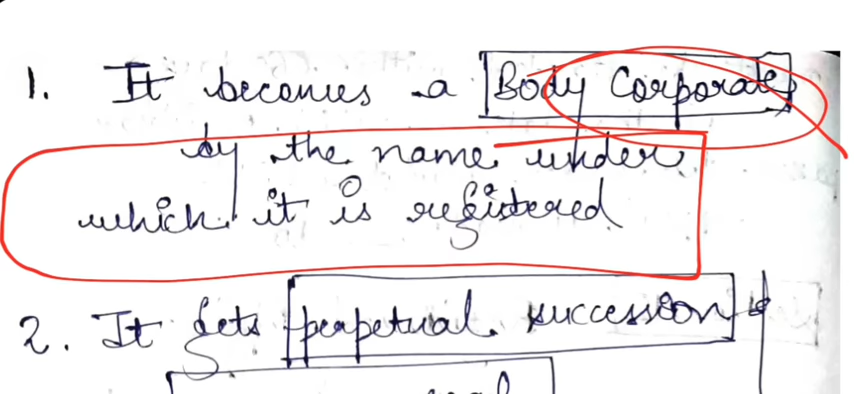 1. It becomes a Body Corporate
by the name under
which it is registered
2. It gets perpetual succession &